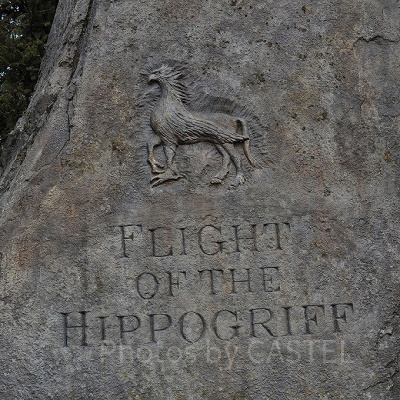 FLIGHT
OF THE
HIPPOGRIFF
Photos by CASTEL